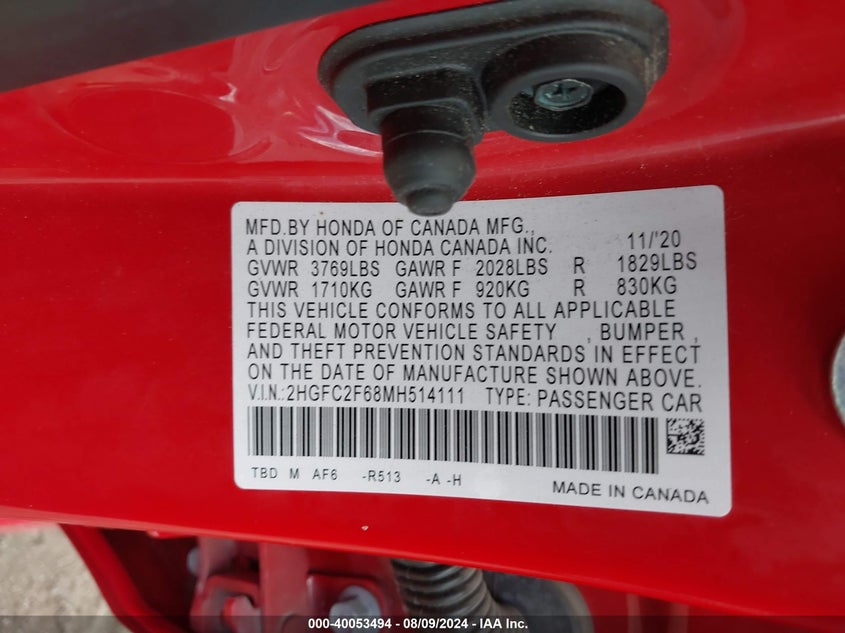 MFD.BY HONDA OF CANADA MFG.,
A DIVISION OF HONDA CANADA INC. 11/'20
GVWR 3769LBS GAWR F 2028LBS R 1829LBS
GVWR 1710KG GAWR F 920KG R 830KG
THIS VEHICLE CONFORMS TO ALL APPLICABLE
FEDERAL MOTOR VEHICLE SAFETY , BUMPER ,
AND THEFT PREVENTION STANDARDS IN EFFECT
ON THE DATE OF MANUFACTURE SHOWN ABOVE.
V.I.N.:2HGFC2F68MH514111 TYPE: PASSENGER CAR
TBD M AF6 -R513 -A -H
MADE IN CANADA
000-40053494 - 08/09/2024 - IAA Inc.